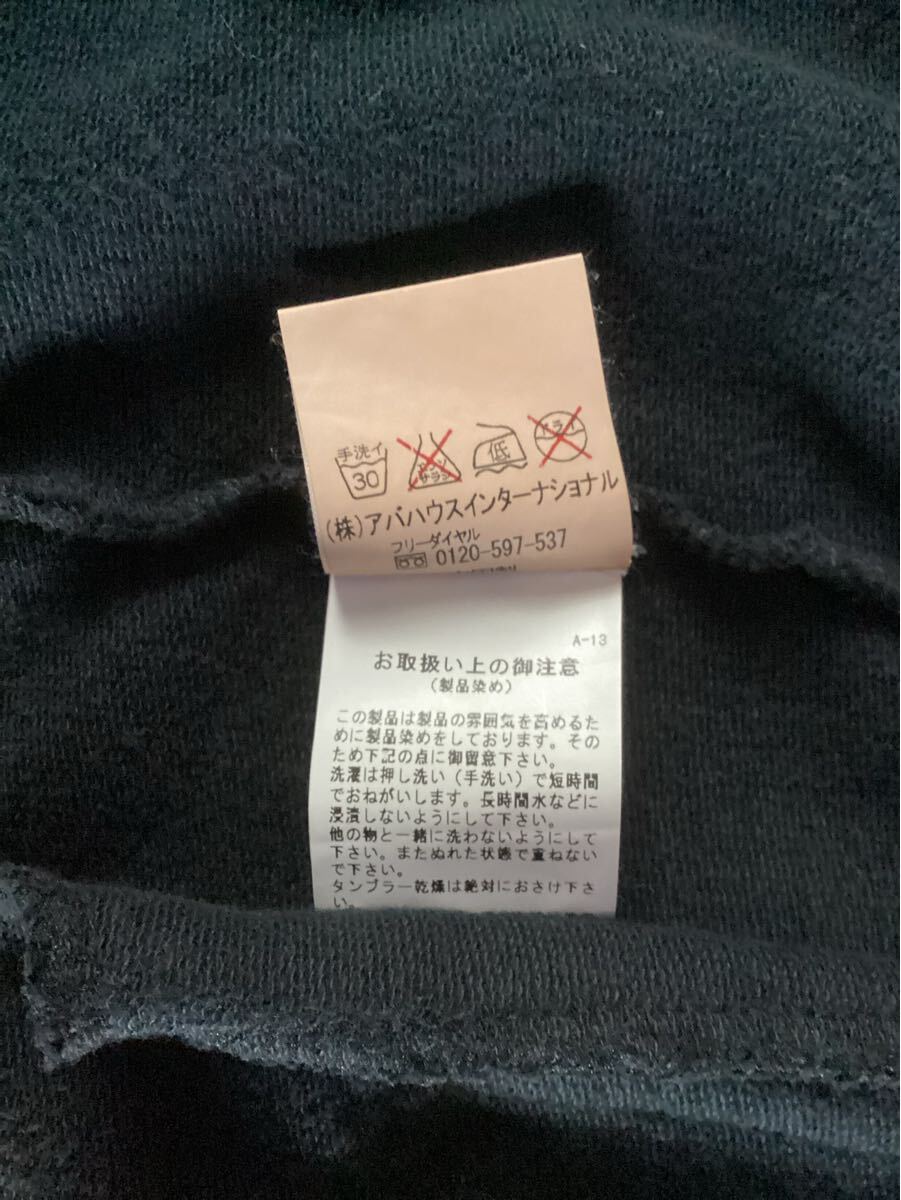 手洗イ
30
エンソ
サラシ
低
ドライ
(株)アバハウスインターナショナル
フリーダイヤル
0120-597-537
A-13
お取扱い上の御注意
(製品染め)
この製品は製品の雰囲気を高めるため
に製品染めをしております。その
ため下記の点に御留意下さい。
洗濯は押し洗い(手洗い)で短時間
でおねがいします。長時間水などに
浸漬しないようにして下さい。
他の物と一緒に洗わないようにして
下さい。またぬれた状態で重ねない
で下さい。
タンブラー乾燥は絶対におさけ下さ
い。